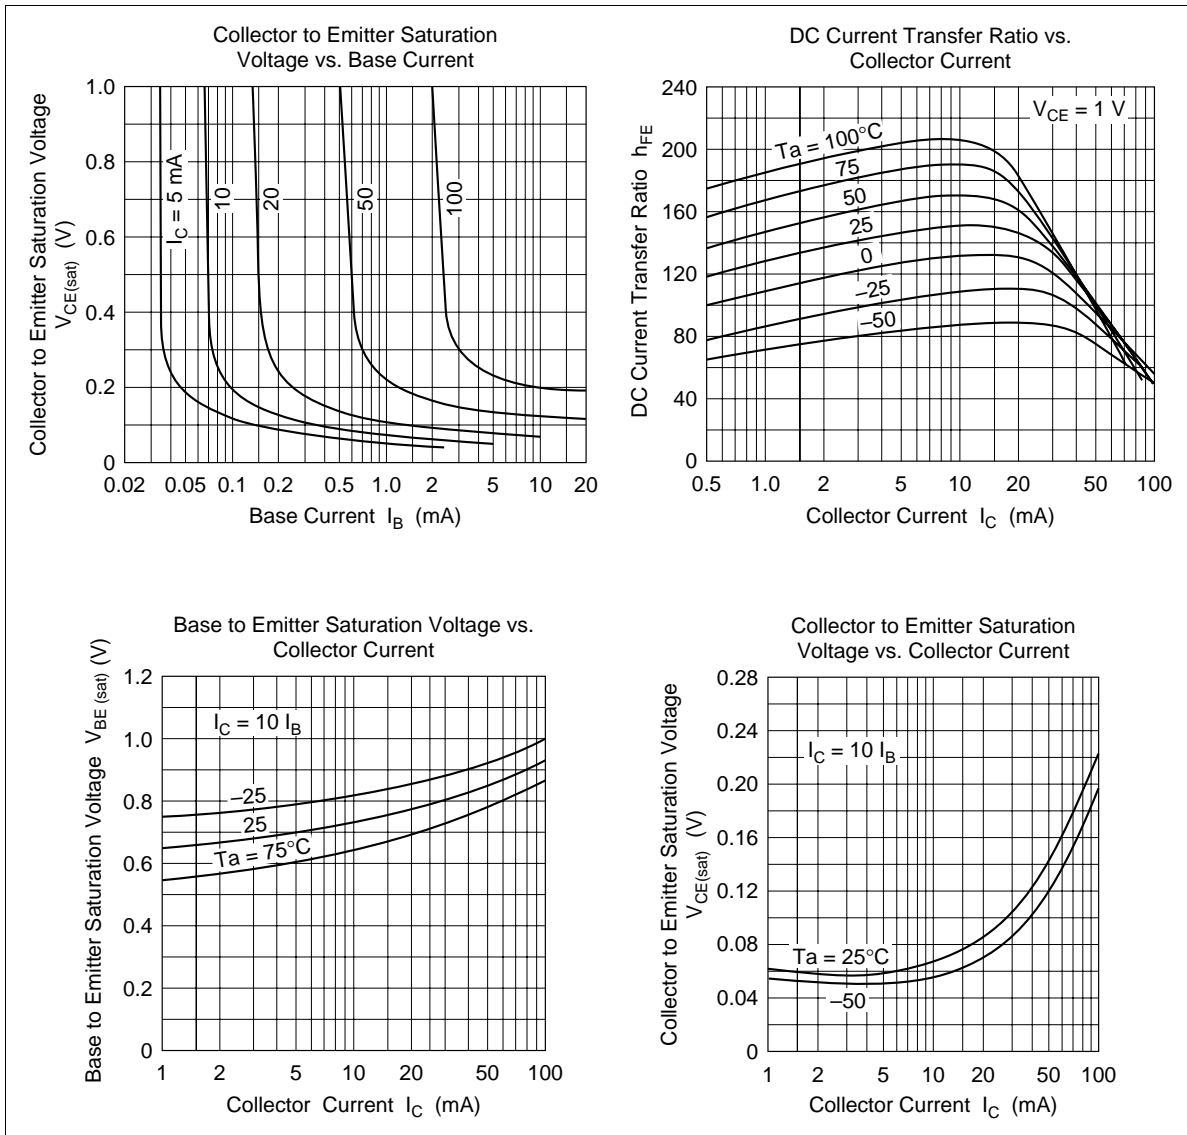 Collector to Emitter Saturation
Voltage vs. Base Current
Collector to Emitter Saturation Voltage
VCE(sat) (V)
1.0
0.8
0.6
0.4
0.2
0
IC = 5 mA
10
20
50
100
0.02
0.05
0.1
0.2
0.5
1.0
2
5
10
20
Base Current IB (mA)
DC Current Transfer Ratio vs.
Collector Current
DC Current Transfer Ratio hFE
240
200
160
120
80
40
0
VCE = 1 V
Ta = 100°C
75
50
25
0
–25
–50
0.5
1.0
2
5
10
20
50
100
Collector Current IC (mA)
Base to Emitter Saturation Voltage vs.
Collector Current
Base to Emitter Saturation Voltage VBE (sat) (V)
1.2
1.0
0.8
0.6
0.4
0.2
0
IC = 10 IB
–25
25
Ta = 75°C
1
2
5
10
20
50
100
Collector Current IC (mA)
Collector to Emitter Saturation
Voltage vs. Collector Current
Collector to Emitter Saturation Voltage
VCE(sat) (V)
0.28
0.24
0.20
0.16
0.12
0.08
0.04
0
IC = 10 IB
Ta = 25°C
–50
1
2
5
10
20
50
100
Collector Current IC (mA)